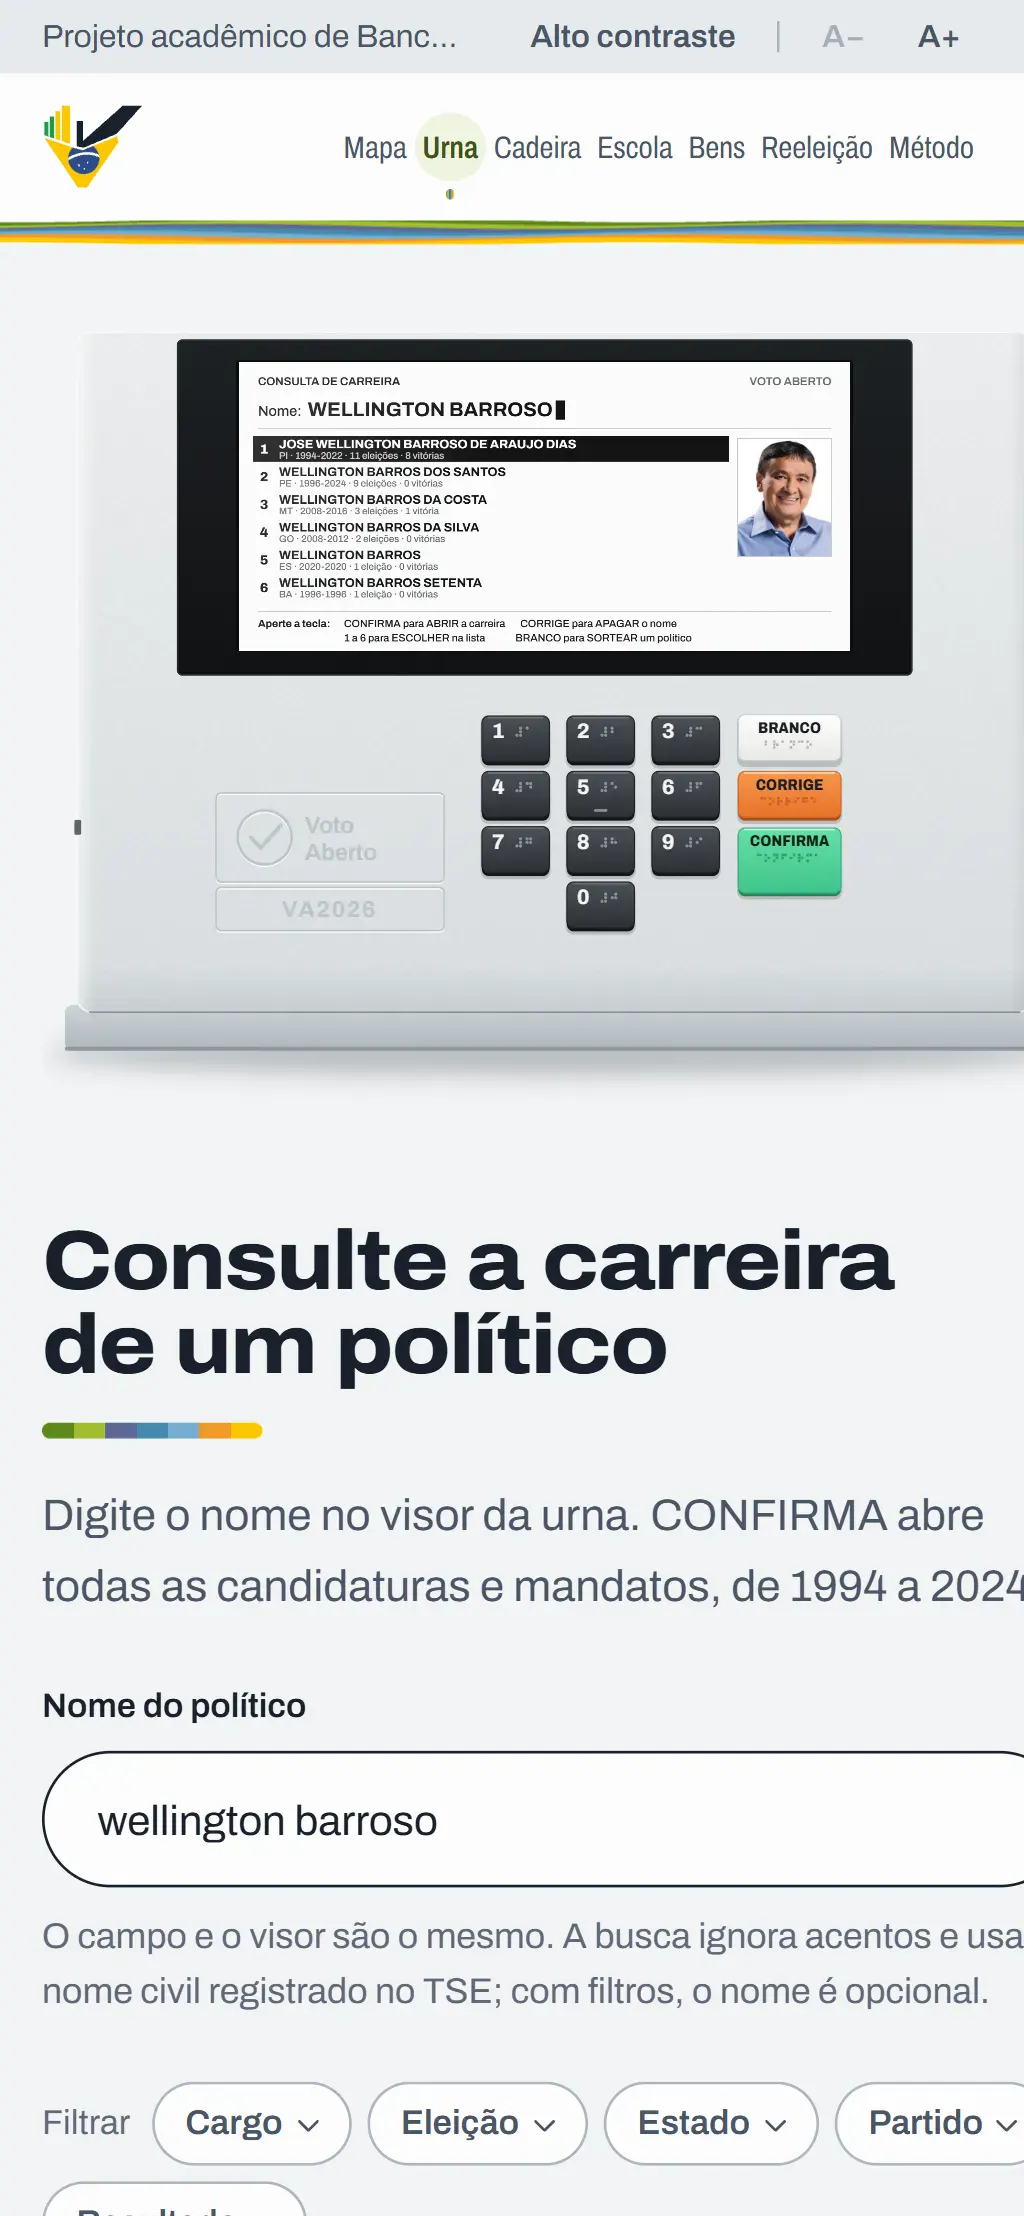 Projeto acadêmico de Banc...
Alto contraste
A−
A+
Mapa Urna Cadeira Escola Bens Reeleição Método
CONSULTA DE CARREIRA
VOTO ABERTO
Nome: WELLINGTON BARROSO
1 JOSE WELLINGTON BARROSO DE ARAUJO DIAS
PI · 1994-2022 · 11 eleições · 8 vitórias
2 WELLINGTON BARROS DOS SANTOS
PE · 1996-2024 · 9 eleições · 0 vitórias
3 WELLINGTON BARROS DA COSTA
MT · 2008-2016 · 3 eleições · 1 vitória
4 WELLINGTON BARROS DA SILVA
GO · 2008-2012 · 2 eleições · 0 vitórias
5 WELLINGTON BARROS
ES · 2020-2020 · 1 eleição · 0 vitórias
6 WELLINGTON BARROS SETENTA
BA · 1996-1996 · 1 eleição · 0 vitórias
Aperte a tecla: CONFIRMA para ABRIR a carreira CORRIGE para APAGAR o nome
1 a 6 para ESCOLHER na lista BRANCO para SORTEAR um político
1 2 3 BRANCO
4 5 6 CORRIGE
7 8 9 CONFIRMA
0
Voto
Aberto
VA2026
Consulte a carreira
de um político
Digite o nome no visor da urna. CONFIRMA abre
todas as candidaturas e mandatos, de 1994 a 2024
Nome do político
wellington barroso
O campo e o visor são o mesmo. A busca ignora acentos e usa
nome civil registrado no TSE; com filtros, o nome é opcional.
Filtrar Cargo Eleição Estado Partido